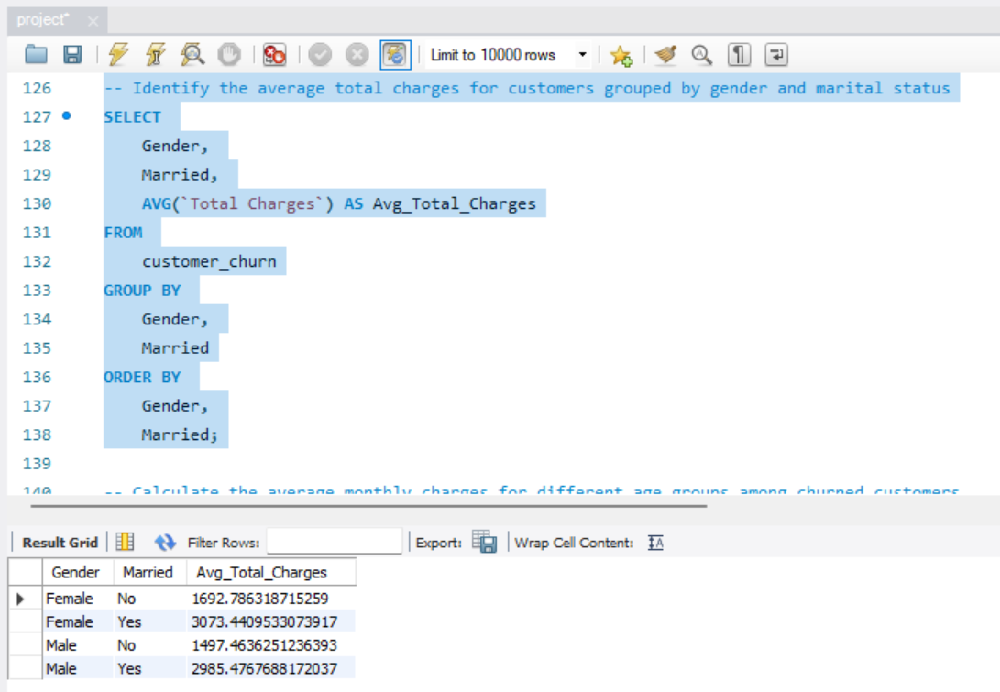 project*
Limit to 10000 rows
126 -- Identify the average total charges for customers grouped by gender and marital status
127 SELECT
128 Gender,
129 Married,
130 AVG(`Total Charges`) AS Avg_Total_Charges
131 FROM
132 customer_churn
133 GROUP BY
134 Gender,
135 Married
136 ORDER BY
137 Gender,
138 Married;
139
140 -- Calculate the average monthly charges for different age groups among churned customers
Result Grid Filter Rows: Export: Wrap Cell Content: IA
Gender Married Avg_Total_Charges
Female No 1692.786318715259
Female Yes 3073.4409533073917
Male No 1497.4636251236393
Male Yes 2985.4767688172037